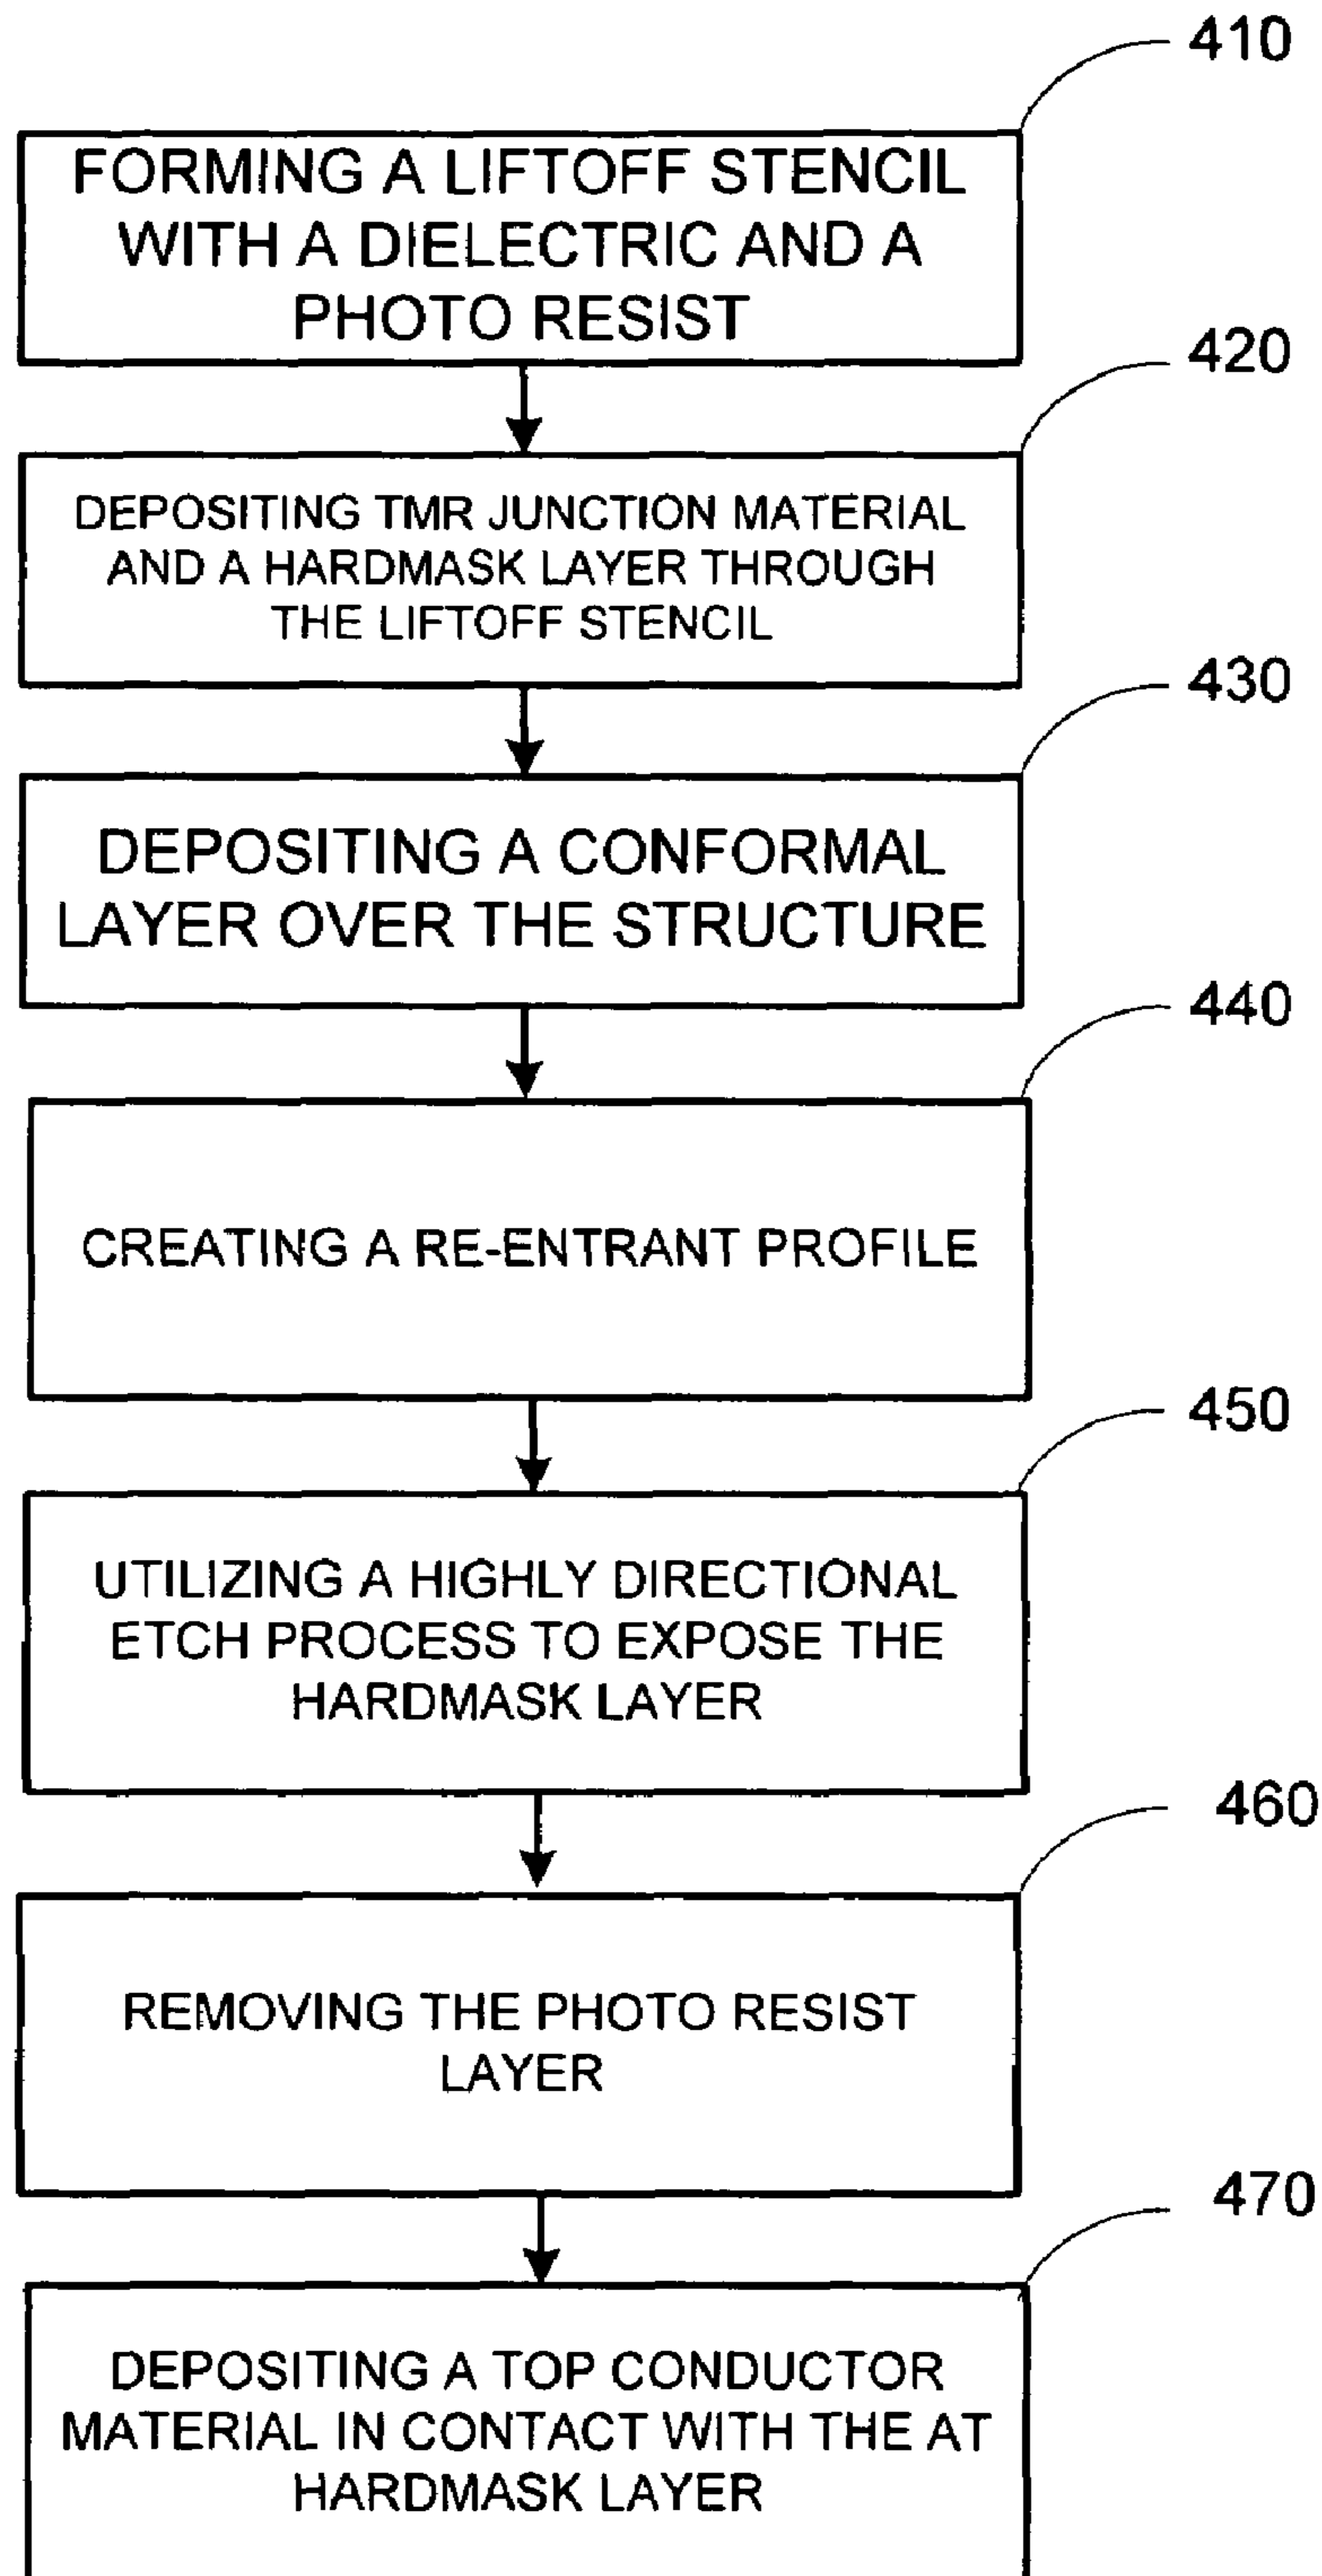 410
FORMING A LIFTOFF STENCIL
WITH A DIELECTRIC AND A
PHOTO RESIST
420
DEPOSITING TMR JUNCTION MATERIAL
AND A HARDMASK LAYER THROUGH
THE LIFTOFF STENCIL
430
DEPOSITING A CONFORMAL
LAYER OVER THE STRUCTURE
440
CREATING A RE-ENTRANT PROFILE
450
UTILIZING A HIGHLY DIRECTIONAL
ETCH PROCESS TO EXPOSE THE
HARDMASK LAYER
460
REMOVING THE PHOTO RESIST
LAYER
470
DEPOSITING A TOP CONDUCTOR
MATERIAL IN CONTACT WITH THE AT
HARDMASK LAYER